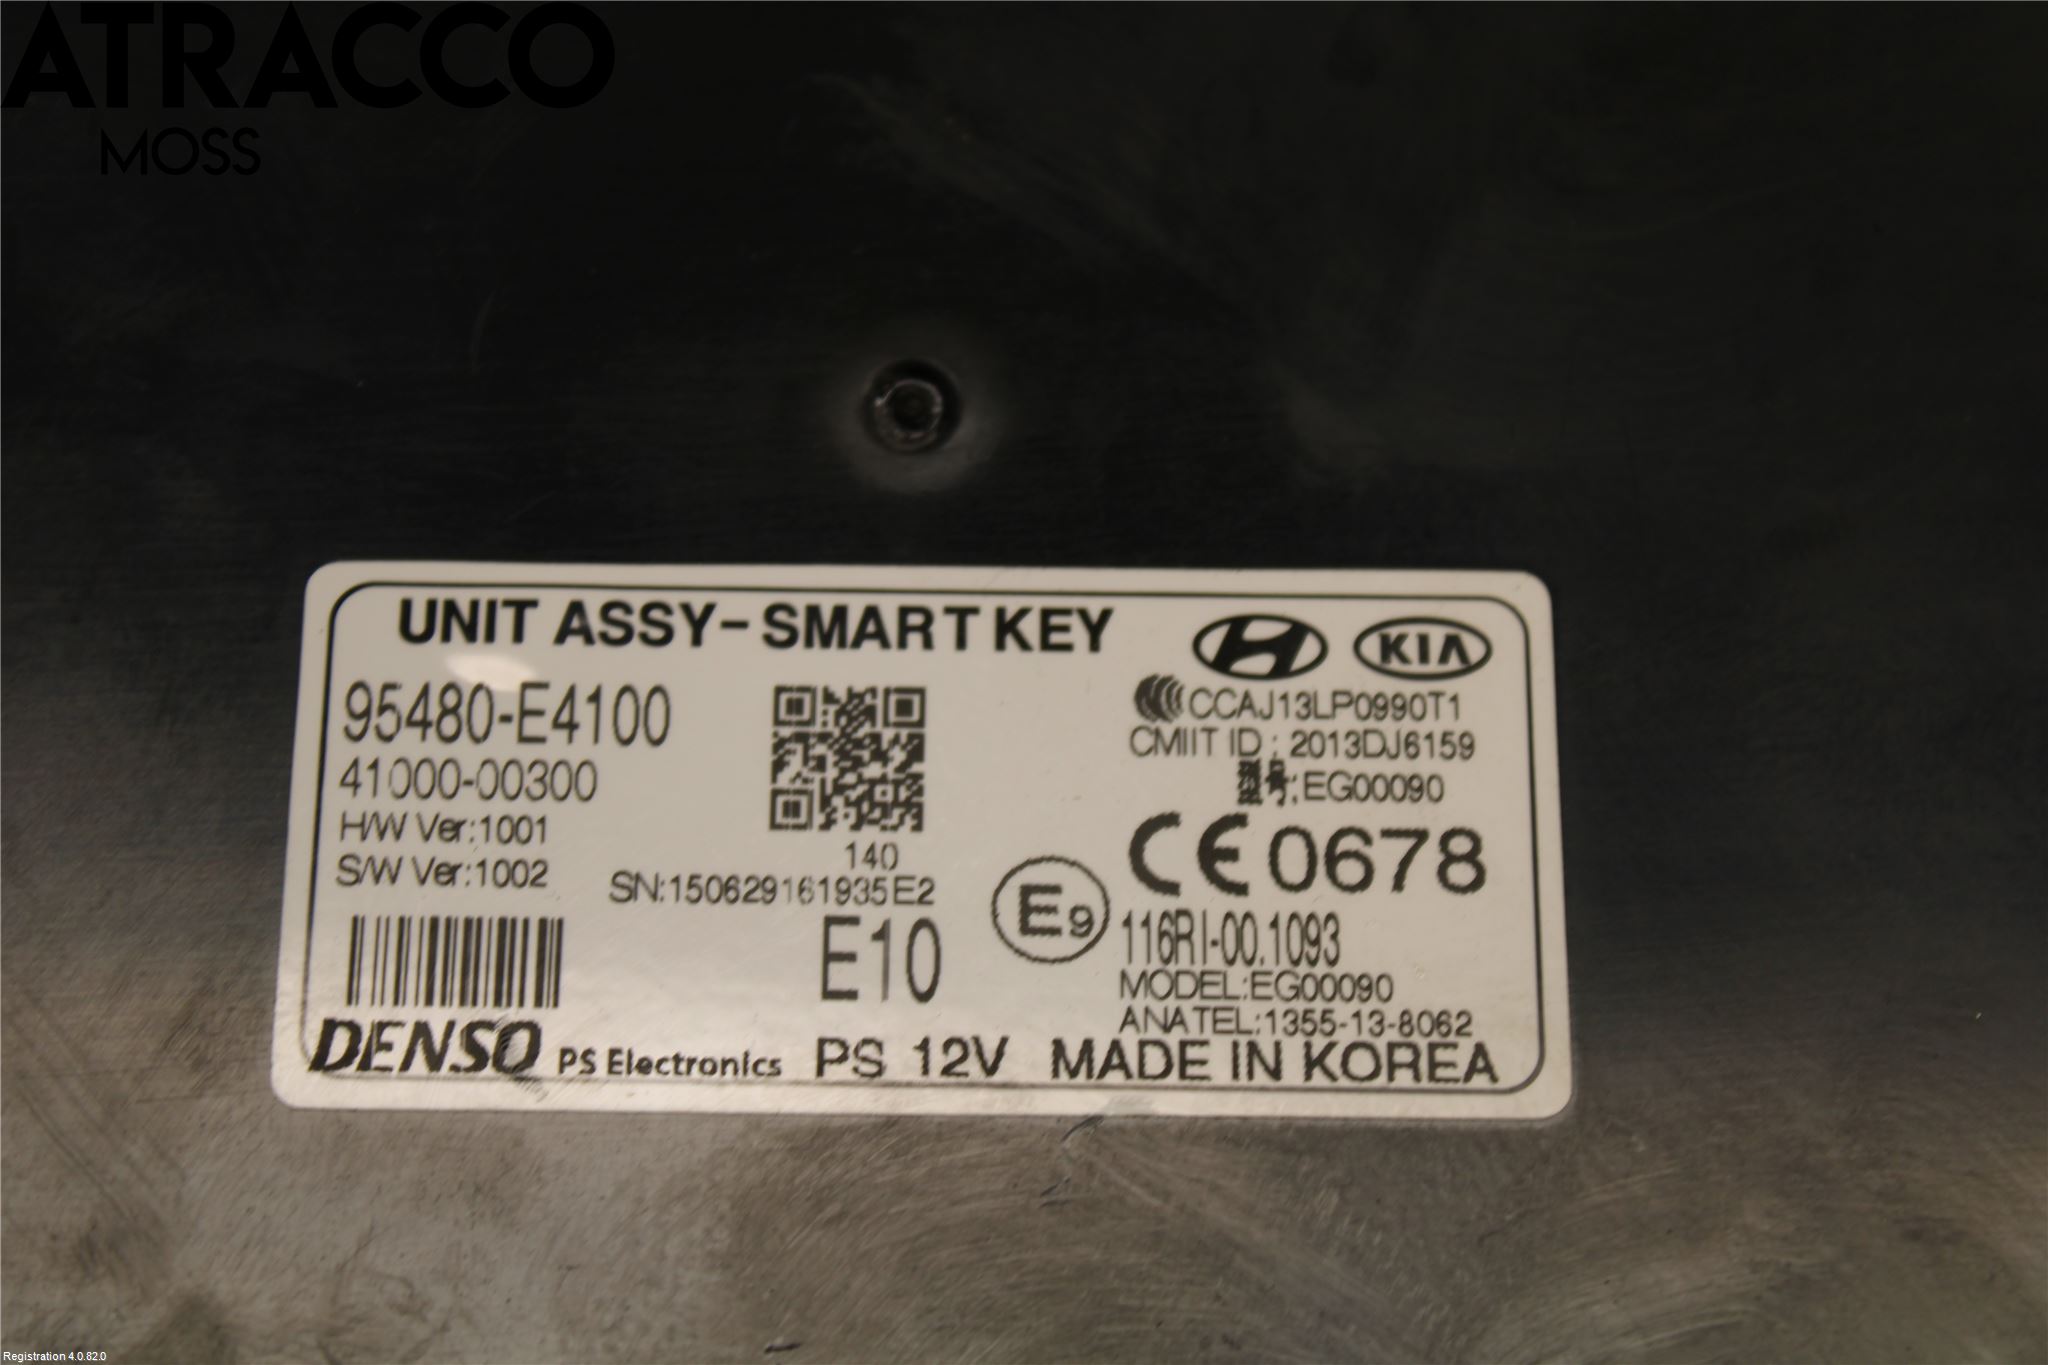 ATRACCO
MOSS
UNIT ASSY-SMART KEY
KIA
95480-E4100
41000-00300
H/W Ver:1001
S/W Ver:1002
140
SN:150629161935E2
E10
CCAJ13LP0990T1
CMIIT ID : 2013DJ6159
型号:EG00090
CE 0678
E9
116RI-00.1093
MODEL:EG00090
ANATEL:1355-13-8062
DENSO PS Electronics PS 12V MADE IN KOREA
Registration 4.0.82.0